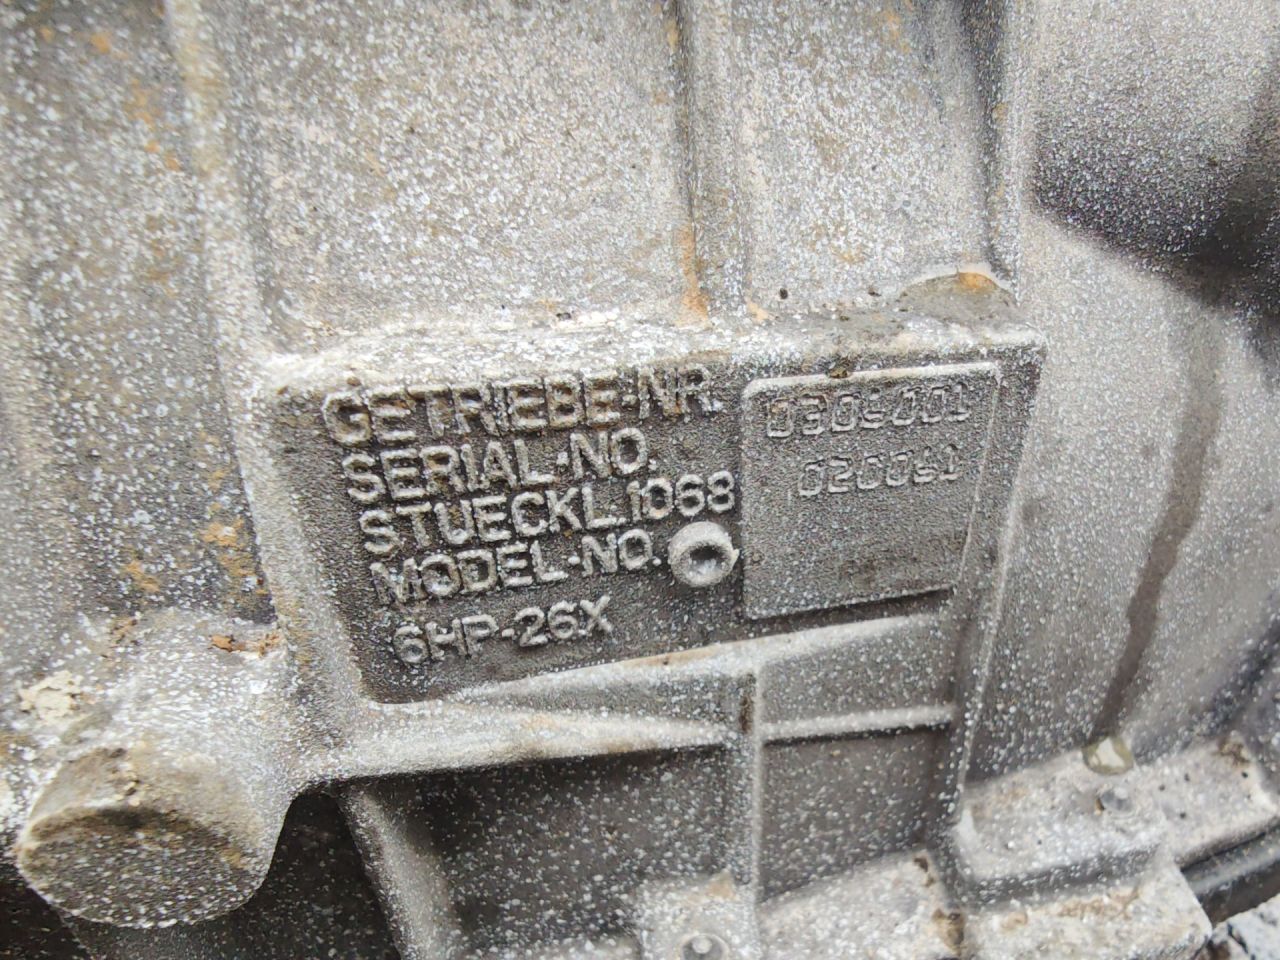 GETRIEBE-NR.
SERIAL-NO.
STUECKL.1068
MODEL-NO.
6HP-26X